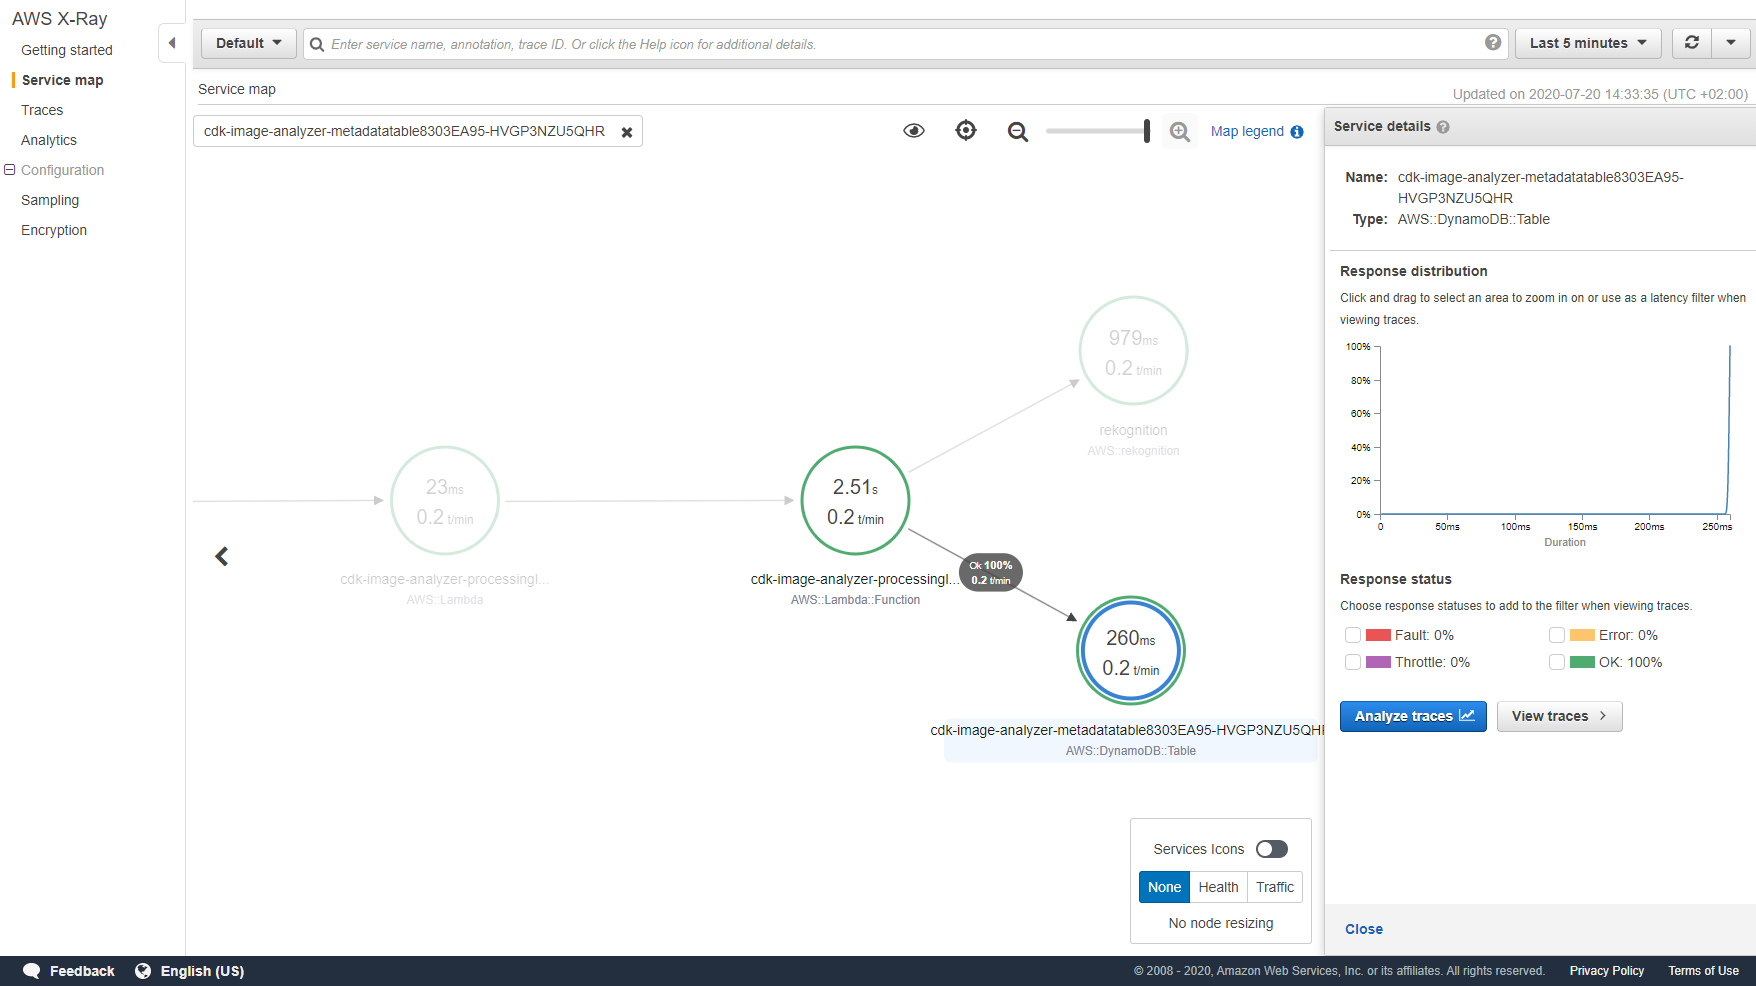 AWS X-Ray
Getting started
Service map
Traces
Analytics
Configuration
Sampling
Encryption
Default
Enter service name, annotation, trace ID. Or click the Help icon for additional details.
?
Last 5 minutes
Service map
Updated on 2020-07-20 14:33:35 (UTC +02:00)
cdk-image-analyzer-metadatatable8303EA95-HVGP3NZU5QHR
Map legend i
979ms
0.2 t/min
rekognition
AWS::rekognition
23ms
0.2 t/min
cdk-image-analyzer-processingl...
AWS::Lambda
2.51s
0.2 t/min
cdk-image-analyzer-processingl...
AWS::Lambda::Function
Ok 100%
0.2 t/min
260ms
0.2 t/min
cdk-image-analyzer-metadatatable8303EA95-HVGP3NZU5QHR
AWS::DynamoDB::Table
Services Icons
None Health Traffic
No node resizing
Service details ?
Name: cdk-image-analyzer-metadatatable8303EA95-
HVGP3NZU5QHR
Type: AWS::DynamoDB::Table
Response distribution
Click and drag to select an area to zoom in on or use as a latency filter when
viewing traces.
100%
80%
60%
40%
20%
0%
0 50ms 100ms 150ms 200ms 250ms
Duration
Response status
Choose response statuses to add to the filter when viewing traces.
Fault: 0% Error: 0%
Throttle: 0% OK: 100%
Analyze traces View traces
Close
Feedback English (US)
© 2008 - 2020, Amazon Web Services, Inc. or its affiliates. All rights reserved. Privacy Policy Terms of Use